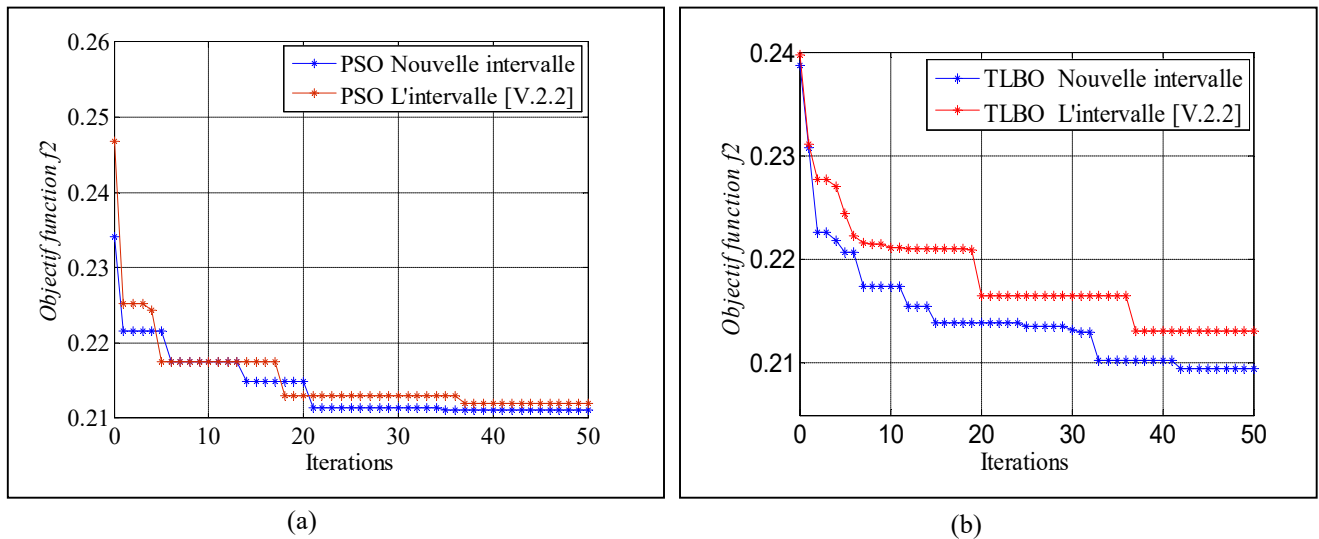 0.26
0.25
0.24
0.23
0.22
0.21
0
10
20
30
40
50
Objectif function f2
Iterations
PSO Nouvelle intervalle
PSO L'intervalle [V.2.2]
(a)
0.24
0.23
0.22
0.21
0
10
20
30
40
50
Objectif function f2
Iterations
TLBO Nouvelle intervalle
TLBO L'intervalle [V.2.2]
(b)